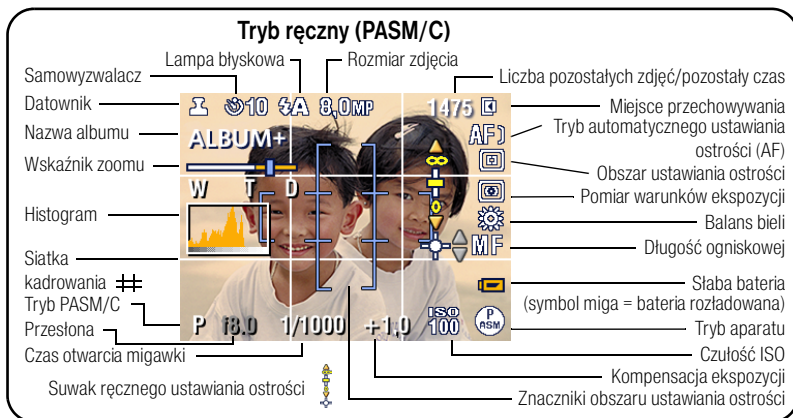 Tryb ręczny (PASM/C)
Lampa błyskowa
Rozmiar zdjęcia
Samowyzwalacz
Liczba pozostałych zdjęć/pozostały czas
Datownik
Miejsce przechowywania
Nazwa albumu
Tryb automatycznego ustawiania
ostrości (AF)
Wskaźnik zoomu
Obszar ustawiania ostrości
Pomiar warunków ekspozycji
Histogram
Balans bieli
Długość ogniskowej
Siatka
kadrowania
Słaba bateria
(symbol miga = bateria rozładowana)
Tryb PASM/C
Tryb aparatu
Przesłona
Czułość ISO
Czas otwarcia migawki
Kompensacja ekspozycji
Suwak ręcznego ustawiania ostrości
Znaczniki obszaru ustawiania ostrości
10 A 8,0MP 1475
ALBUM+
AF
W T D
MF
P f8.0 1/1000 +1,0
ISO
100
P
ASM